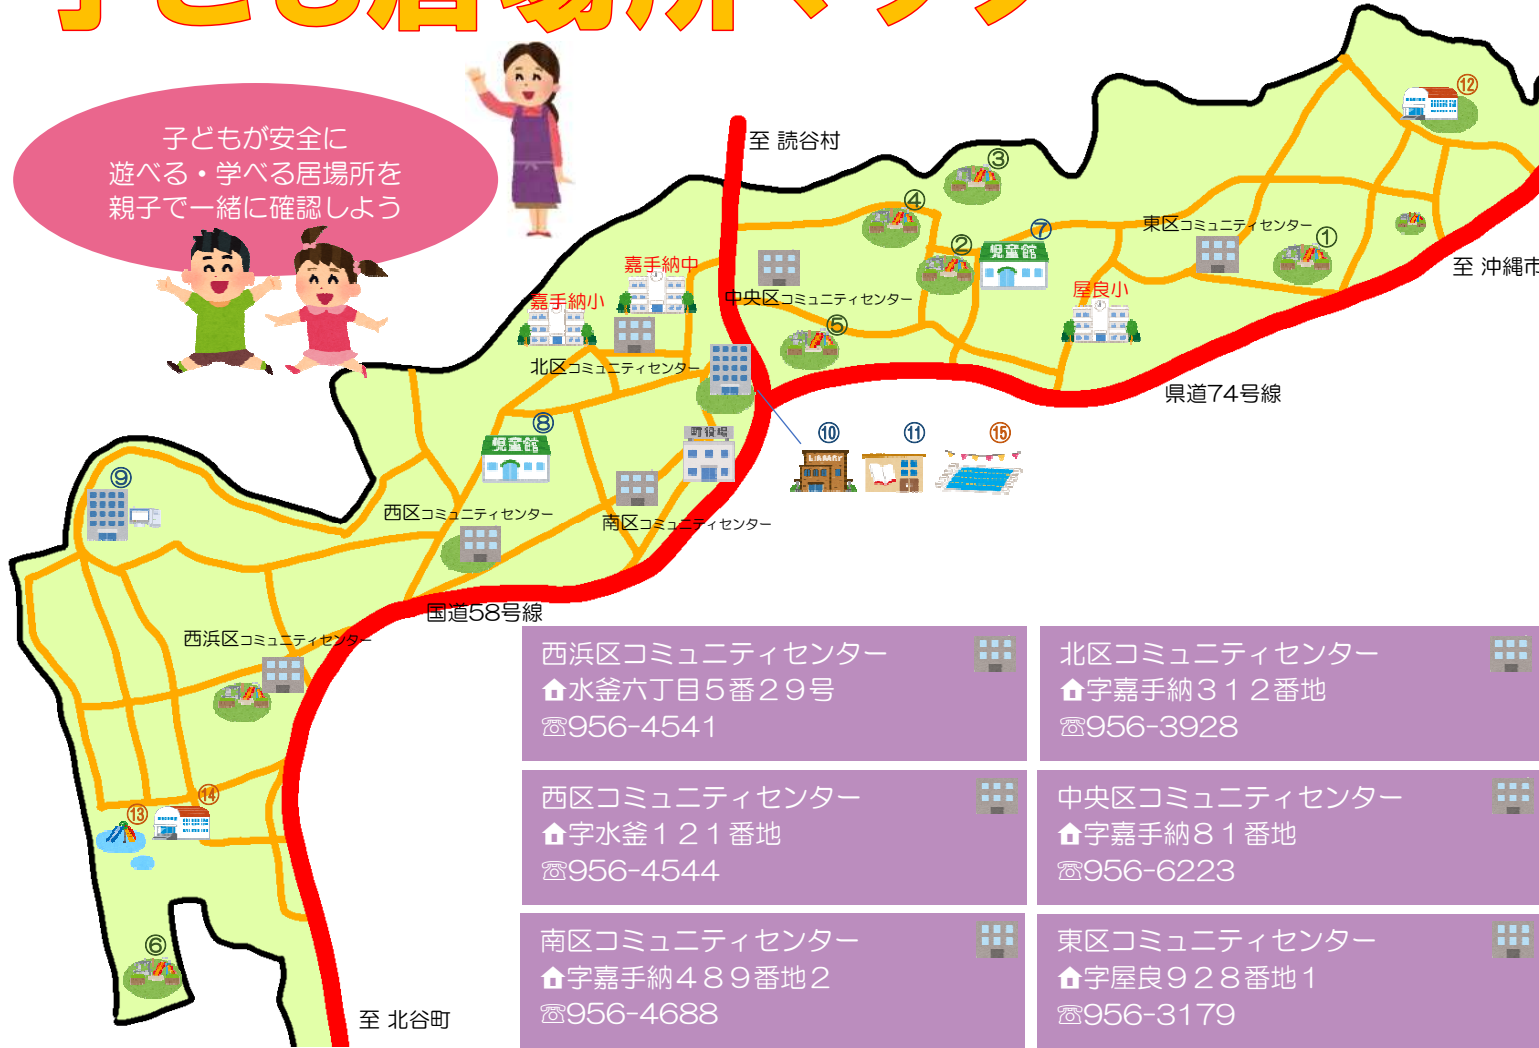 子ども居場所マップ
子どもが安全に
遊べる・学べる居場所を
親子で一緒に確認しよう
至 読谷村
⑫
③
④
②
⑦
児童館
東区コミュニティセンター
①
至 沖縄市
嘉手納中
嘉手納小
中央区コミュニティセンター
屋良小
⑤
北区コミュニティセンター
県道74号線
⑧
児童館
町役場
⑩
⑪
⑮
LIBRARY
⑨
西区コミュニティセンター
南区コミュニティセンター
国道58号線
西浜区コミュニティセンター
⑬
⑭
⑥
至 北谷町
西浜区コミュニティセンター
水釜六丁目5番29号
☏956-4541
北区コミュニティセンター
字嘉手納312番地
☏956-3928
西区コミュニティセンター
字水釜121番地
☏956-4544
中央区コミュニティセンター
字嘉手納81番地
☏956-6223
南区コミュニティセンター
字嘉手納489番地2
☏956-4688
東区コミュニティセンター
字屋良928番地1
☏956-3179